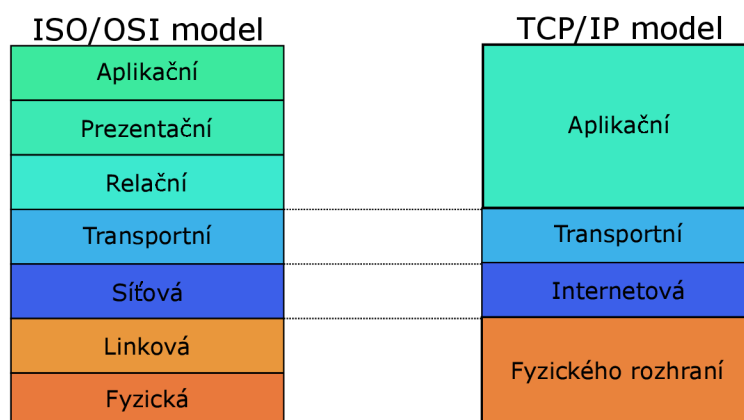 ISO/OSI model
Aplikační
Prezentační
Relační
Transportní
Síťová
Linková
Fyzická
TCP/IP model
Aplikační
Transportní
Internetová
Fyzického rozhraní